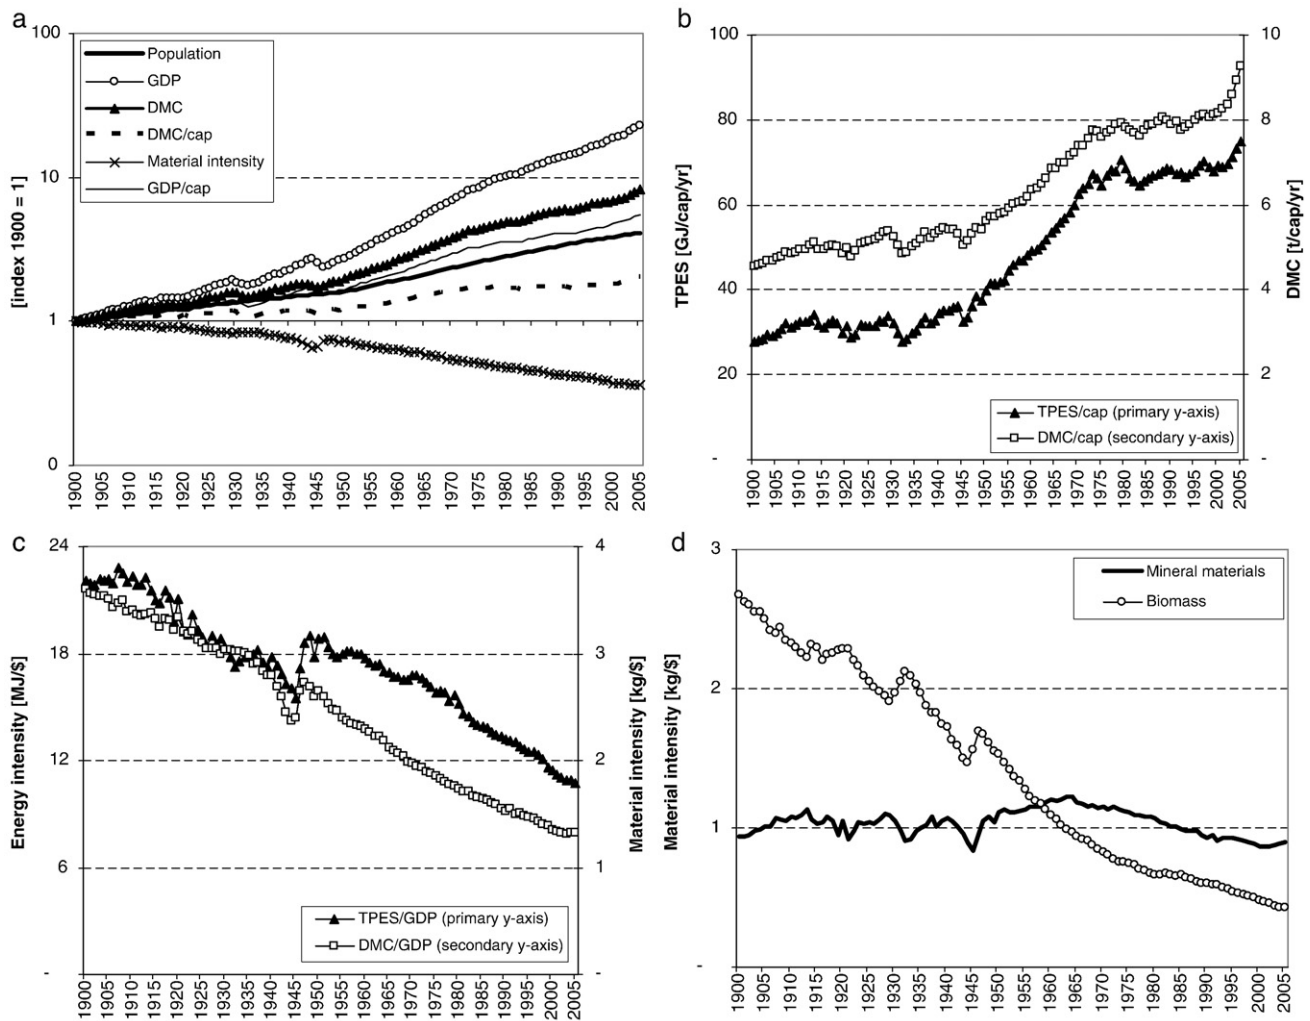 a
100
10
1
0
[index 1900 = 1]
Population
GDP
DMC
DMC/cap
Material intensity
GDP/cap
1900 1905 1910 1915 1920 1925 1930 1935 1940 1945 1950 1955 1960 1965 1970 1975 1980 1985 1990 1995 2000 2005
b
100
80
60
40
20
-
TPES [GJ/cap/yr]
10
8
6
4
2
-
DMC [t/cap/yr]
TPES/cap (primary y-axis)
DMC/cap (secondary y-axis)
1900 1905 1910 1915 1920 1925 1930 1935 1940 1945 1950 1955 1960 1965 1970 1975 1980 1985 1990 1995 2000 2005
c
24
18
12
6
-
Energy intensity [MJ/$]
4
3
2
1
-
Material intensity [kg/$]
TPES/GDP (primary y-axis)
DMC/GDP (secondary y-axis)
1900 1905 1910 1915 1920 1925 1930 1935 1940 1945 1950 1955 1960 1965 1970 1975 1980 1985 1990 1995 2000 2005
d
3
2
1
-
Material intensity [kg/$]
Mineral materials
Biomass
1900 1905 1910 1915 1920 1925 1930 1935 1940 1945 1950 1955 1960 1965 1970 1975 1980 1985 1990 1995 2000 2005